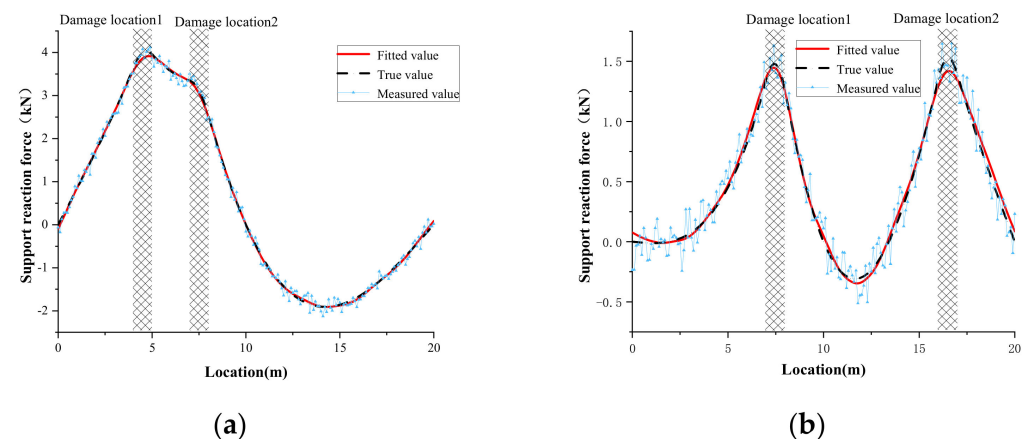 Damage location1
Damage location2
Support reaction force（kN）
4
3
2
1
0
-1
-2
Fitted value
True value
Measured value
0
5
10
15
20
Location(m)
(a)
Damage location1
Damage location2
Support reaction force（kN）
1.5
1.0
0.5
0.0
-0.5
Fitted value
True value
Measured value
0
5
10
15
20
Location(m)
(b)